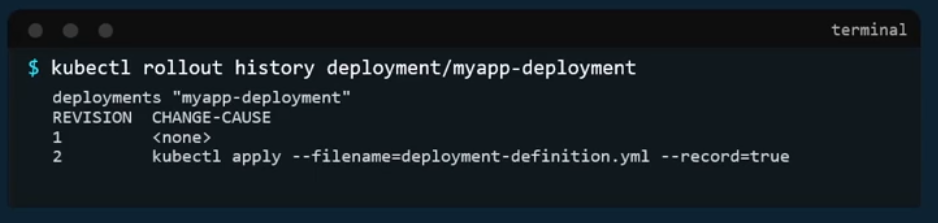 terminal
$ kubectl rollout history deployment/myapp-deployment
deployments "myapp-deployment"
REVISION  CHANGE-CAUSE
1         <none>
2         kubectl apply --filename=deployment-definition.yml --record=true